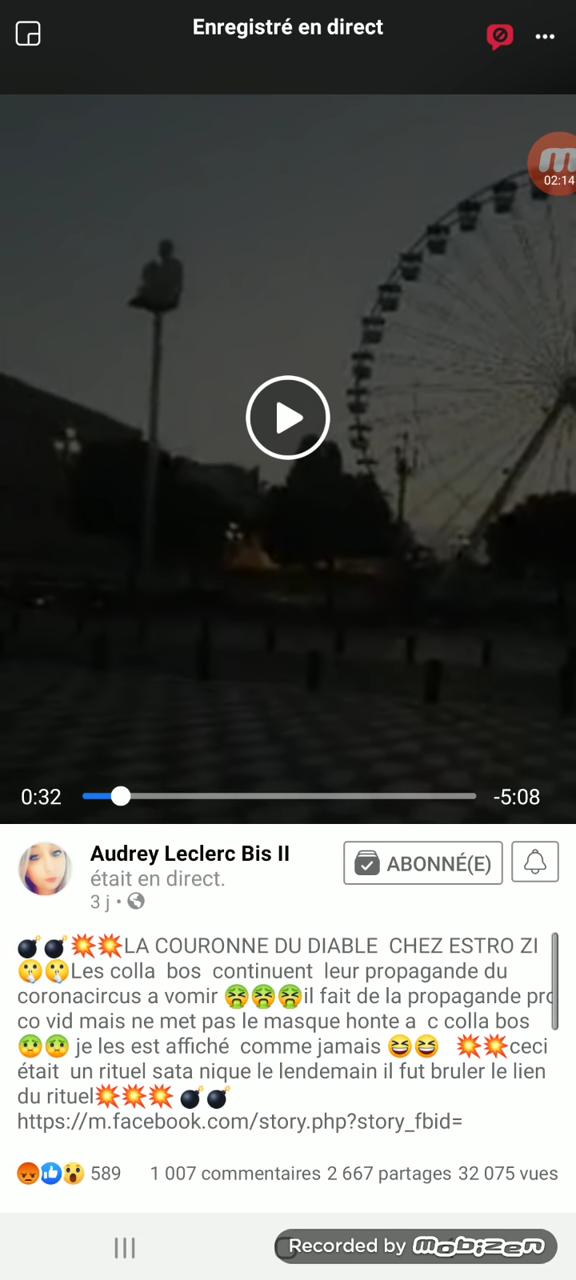 Enregistré en direct
02:14
0:32
-5:08
Audrey Leclerc Bis II
ABONNÉ(E)
était en direct.
3 j •
💣💣💥💥LA COURONNE DU DIABLE CHEZ ESTRO ZI
🤫🤫Les colla bos continuent leur propagande du
coronacircus a vomir 🤮🤮🤮il fait de la propagande pro
co vid mais ne met pas le masque honte a c colla bos
🤢🤢 je les est affiché comme jamais 😆😆 💥💥ceci
était un rituel sata nique le lendemain il fut bruler le lien
du rituel💥💥💥 💣💣
https://m.facebook.com/story.php?story_fbid=
589 1 007 commentaires 2 667 partages 32 075 vues
Recorded by mobizen